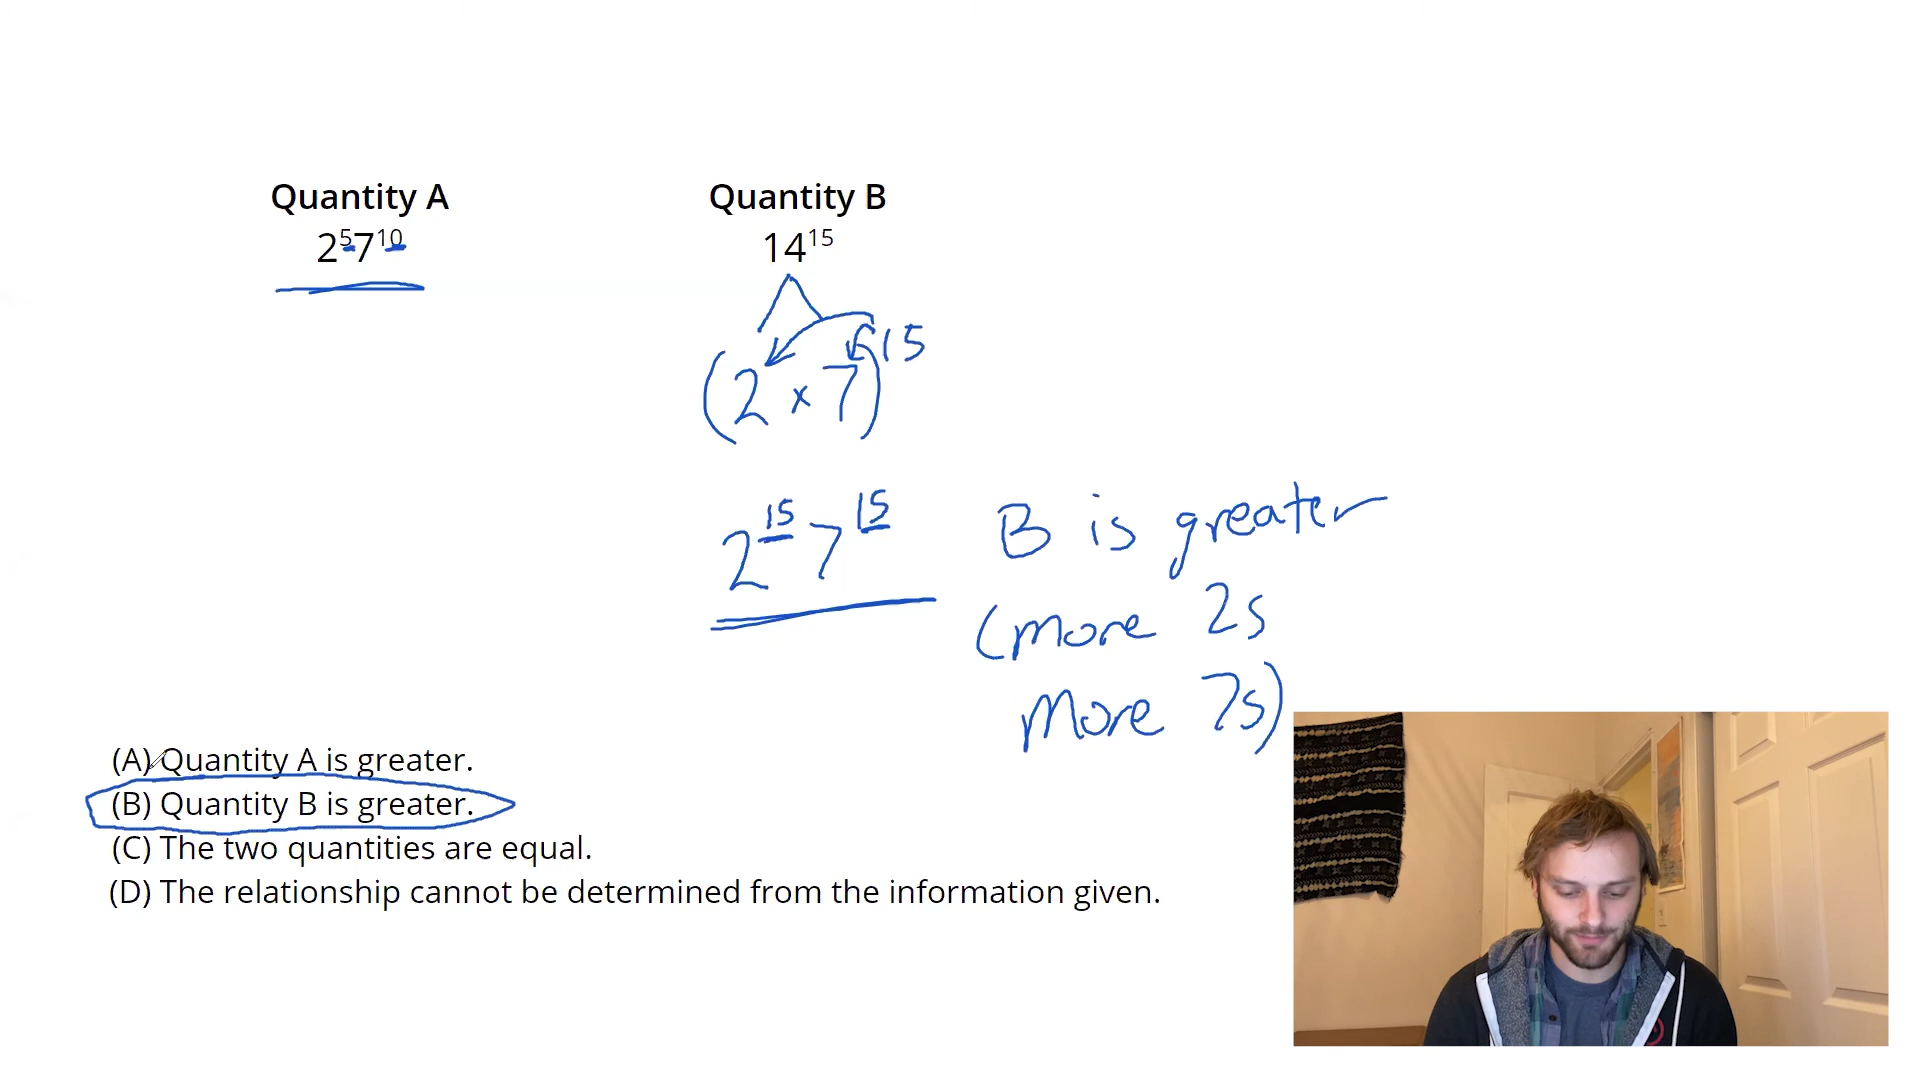 Quantity A Quantity B
2⁵7¹⁰ 14¹⁵
(2 × 7)¹⁵
2¹⁵7¹⁵ B is greater
(more 2s
more 7s)
(A) Quantity A is greater.
(B) Quantity B is greater.
(C) The two quantities are equal.
(D) The relationship cannot be determined from the information given.